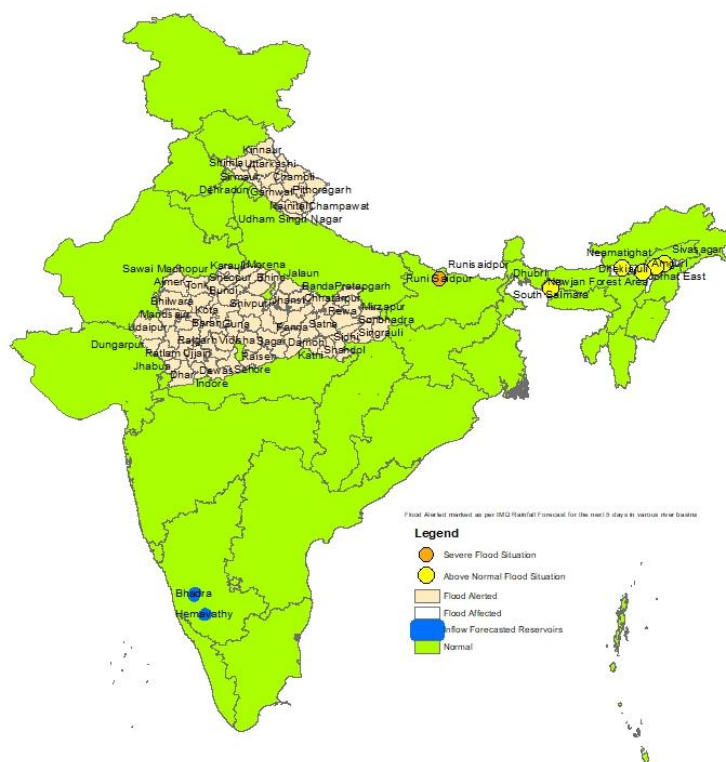 Kinnaur
Shimla Uttarkashi
Sirmaur Chamoli
Dehradun Garhwal Pithoragarh
Nainital Champawat
Udham Singh Nagar
Sivasagar
Neamatighat
Runisaidpur
Runi Saidpur
Dhubri Dhekiajuli
Jorhat East
Nowjan Forest Area
South Salmara
Sawai Madhopur Karauli Morena
Ajmer Tonk Sheopur Bhind Jalaun
Bundi Banda Pratapgarh
Bhilwara Shivpuri Jhansi Chhatarpur
Kota Rewa Mirzapur
Mandsaur Sonbhadra
Udaipur Baran Guna Panna Satna
Sidhi Singrauli
Dungarpur Rajgarh Vidisha Sagar Damoh
Ratlam Ujjain Raisen Katni Shahdol
Jhabua Dewas Sehore
Dhar
Indore
Bhadra
Hemavathy
Flood Alerted marked as per IMD Rainfall Forecast for the next 5 days in varous river basins
Legend
Severe Flood Situation
Above Normal Flood Situation
Flood Alerted
Flood Affected
Inflow Forecasted Reservoirs
Normal